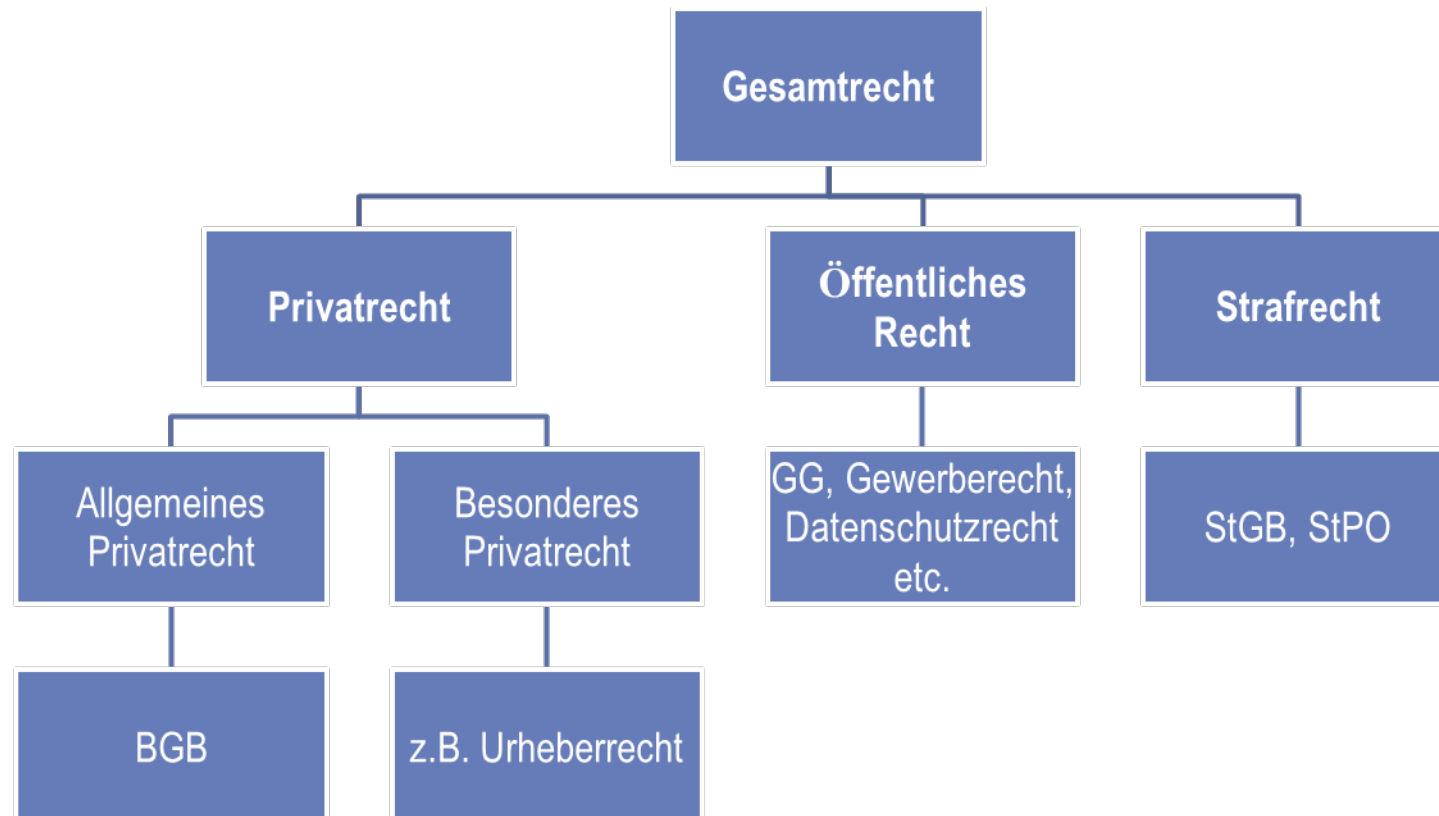 Gesamtrecht
Privatrecht
Öffentliches
Recht
Strafrecht
Allgemeines
Privatrecht
Besonderes
Privatrecht
GG, Gewerberecht,
Datenschutzrecht
etc.
StGB, StPO
BGB
z.B. Urheberrecht